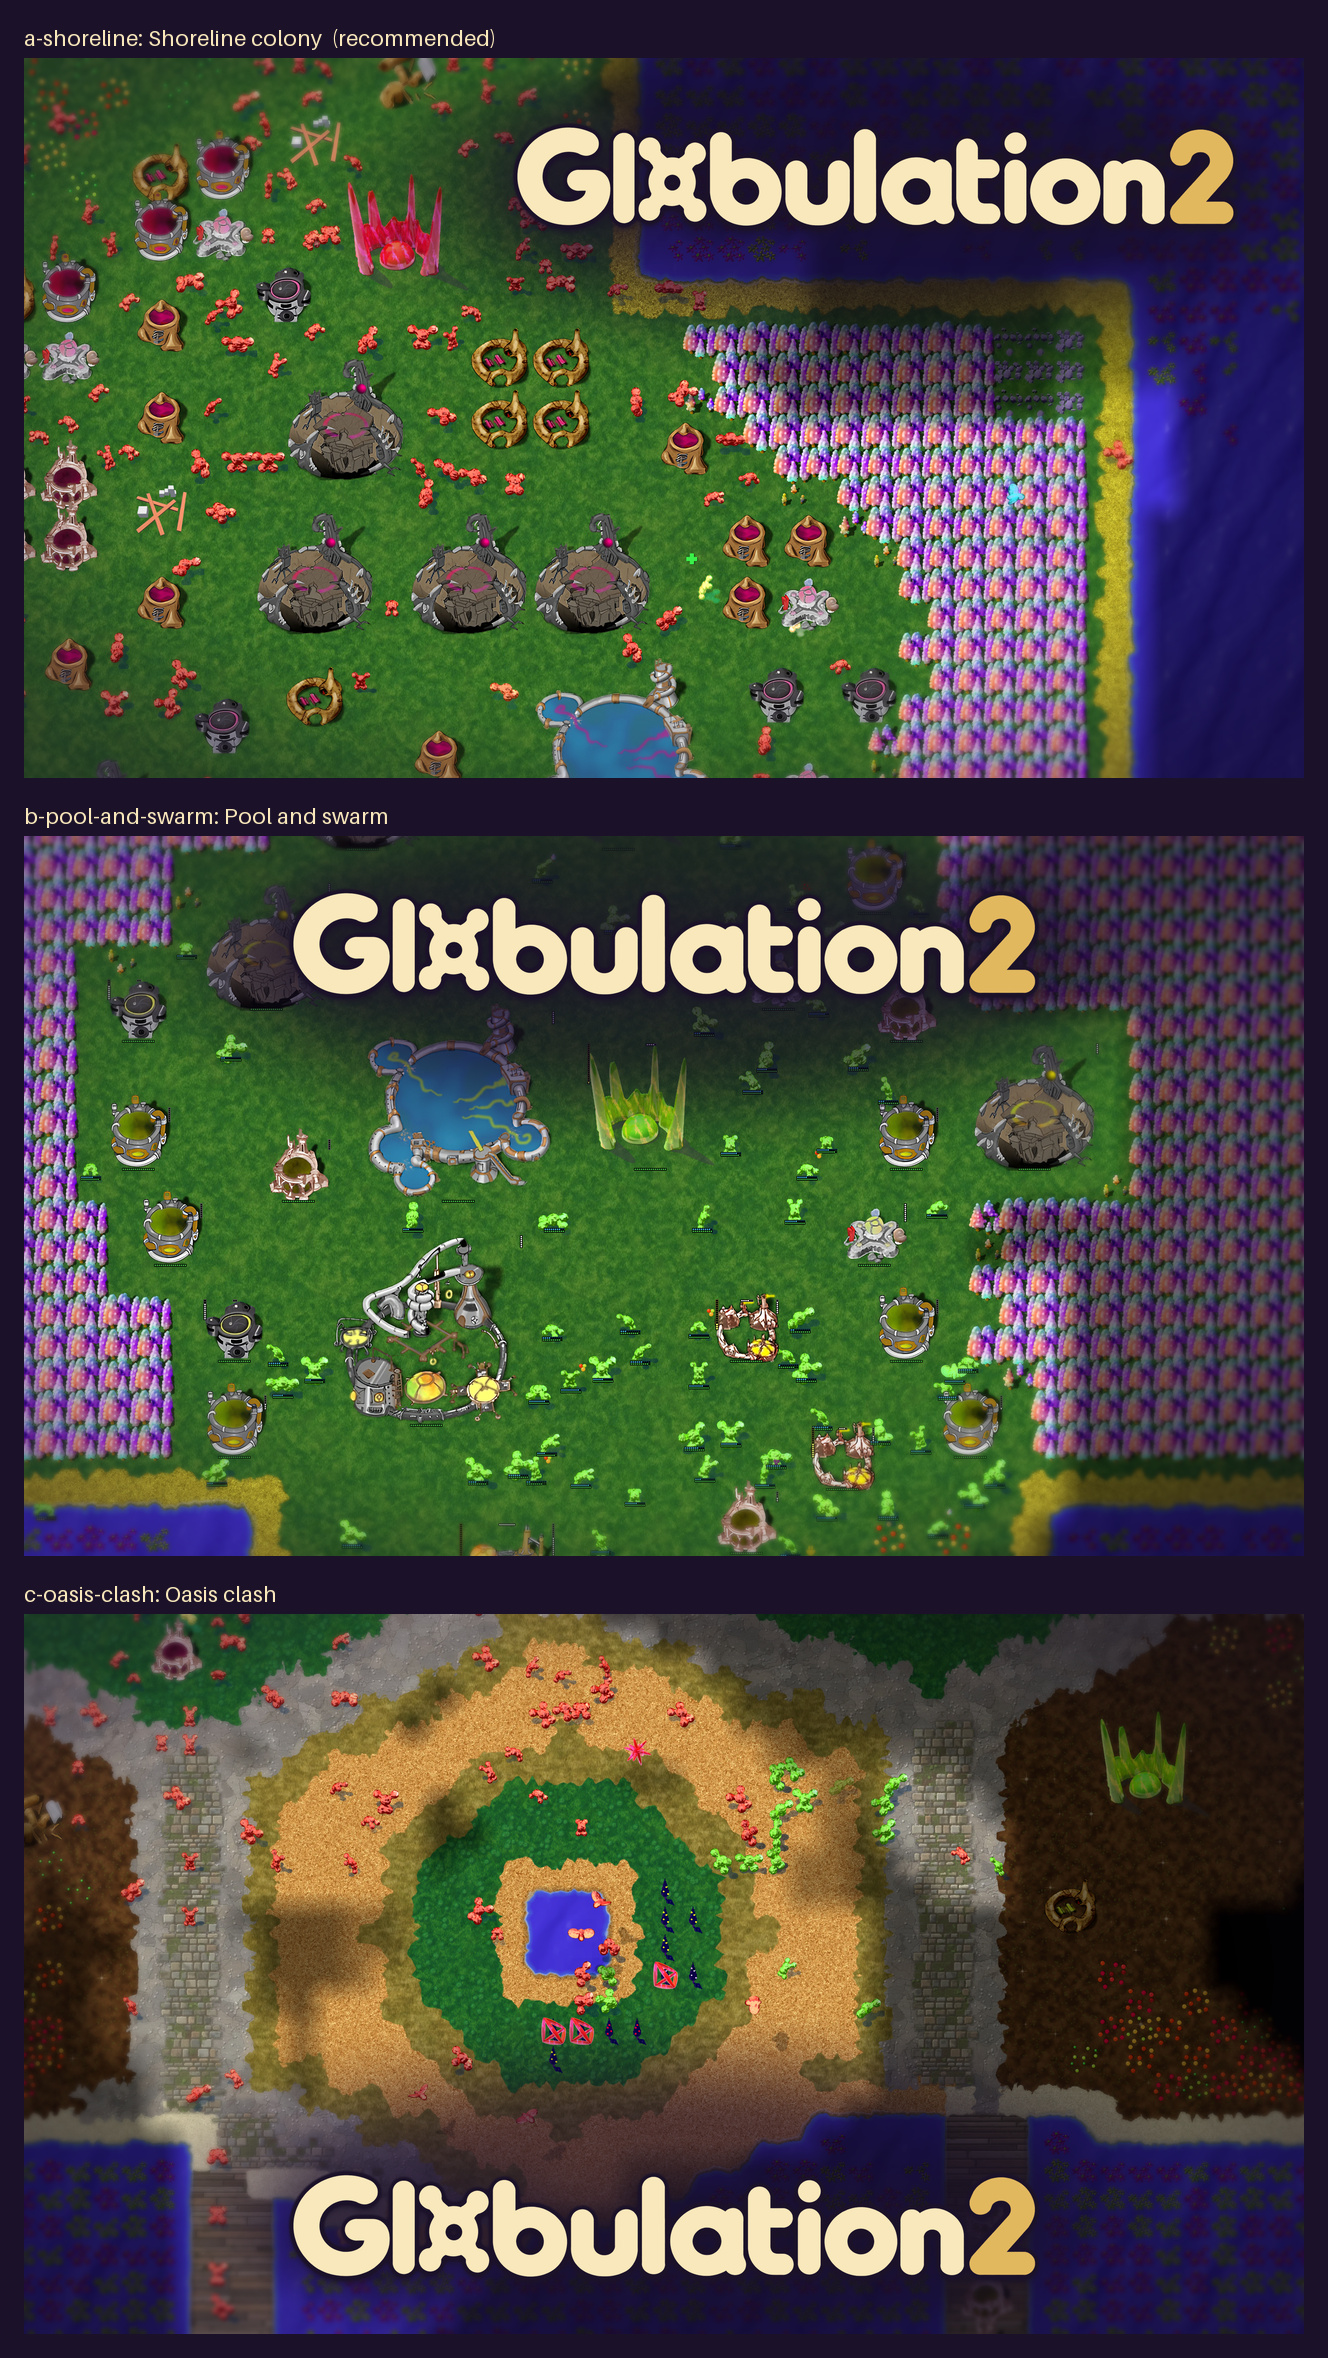 a-shoreline: Shoreline colony (recommended)
Globulation2
b-pool-and-swarm: Pool and swarm
Globulation2
c-oasis-clash: Oasis clash
Globulation2